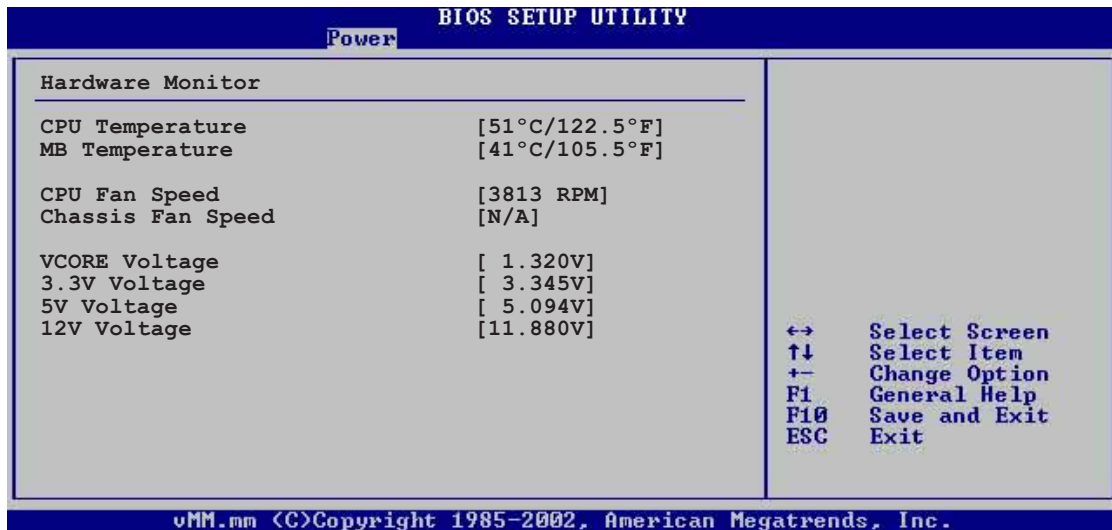 BIOS SETUP UTILITY
Power
Hardware Monitor
CPU Temperature [51°C/122.5°F]
MB Temperature [41°C/105.5°F]
CPU Fan Speed [3813 RPM]
Chassis Fan Speed [N/A]
VCORE Voltage [ 1.320V]
3.3V Voltage [ 3.345V]
5V Voltage [ 5.094V]
12V Voltage [11.880V]
←→ Select Screen
↑↓ Select Item
+- Change Option
F1 General Help
F10 Save and Exit
ESC Exit
vMM.mm (C)Copyright 1985-2002, American Megatrends, Inc.